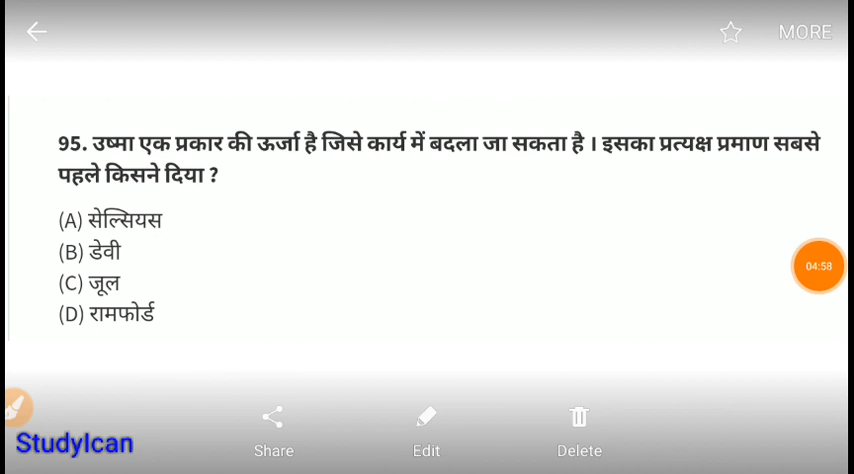 MORE
95. उष्मा एक प्रकार की ऊर्जा है जिसे कार्य में बदला जा सकता है । इसका प्रत्यक्ष प्रमाण सबसे
पहले किसने दिया ?
(A) सेल्सियस
(B) डेवी
(C) जूल
(D) रामफोर्ड
04:58
StudyIcan
Share Edit Delete